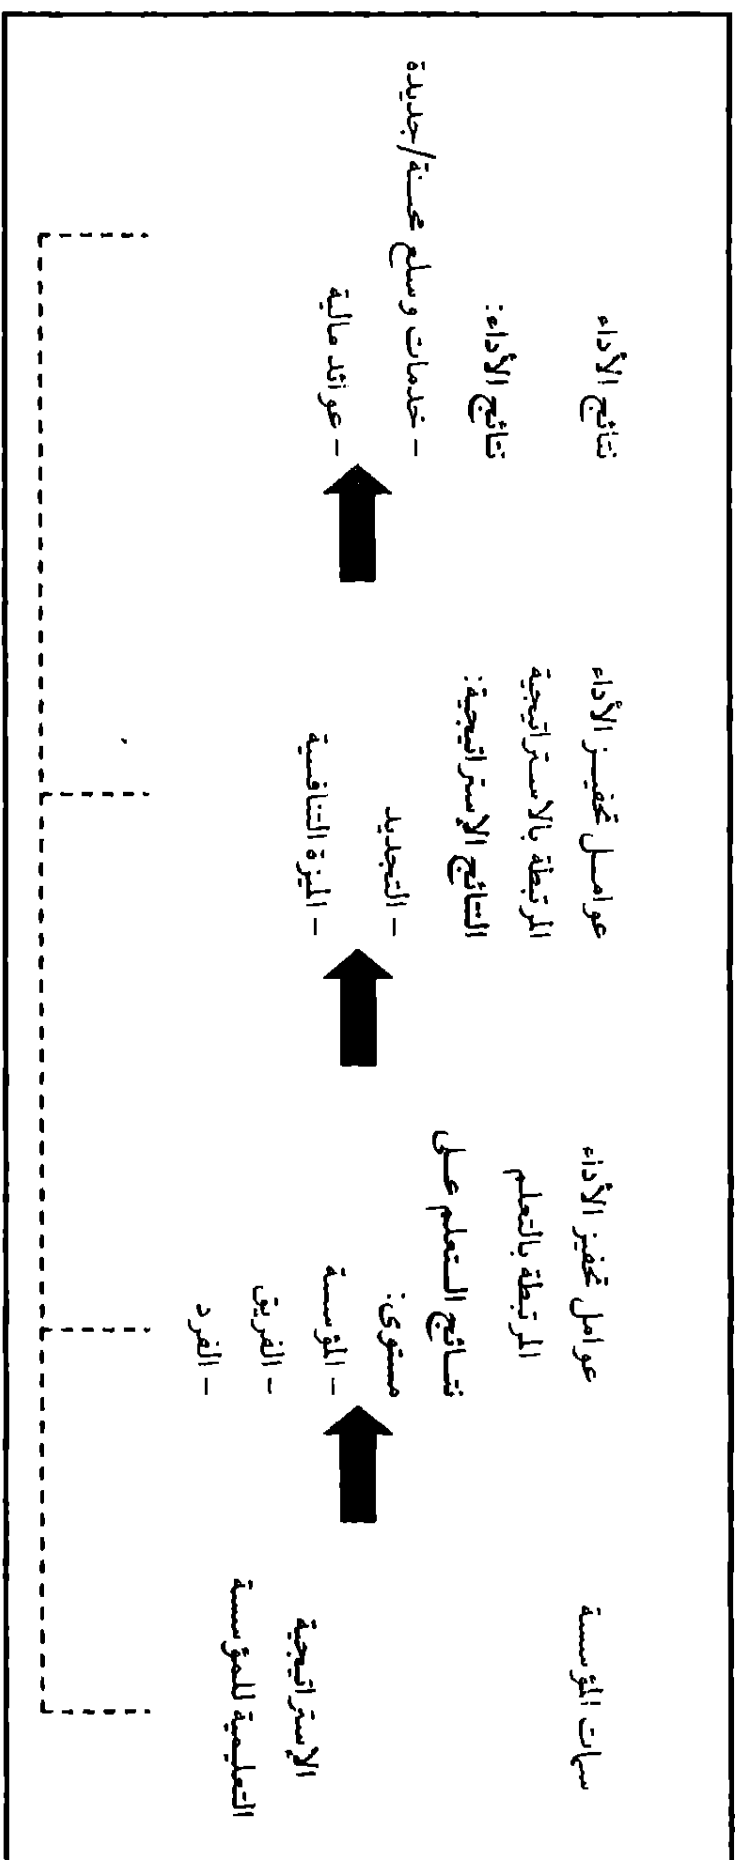 سمات المؤسسة
الإستراتيجية
التعليمية للمؤسسة
عوامل تحفيز الأداء
المرتبطة بالتعلم
نتائج التعلم على
مستوى:
- المؤسسة
- الفريق
- الفرد
عوامل تحفيز الأداء
المرتبطة بالاستراتيجية
النتائج الإستراتيجية:
- التجديد
- الميزة التنافسية
نتائج الأداء
نتائج الأداء:
- خدمات وسلع محسنة/جديدة
- عوائد مالية